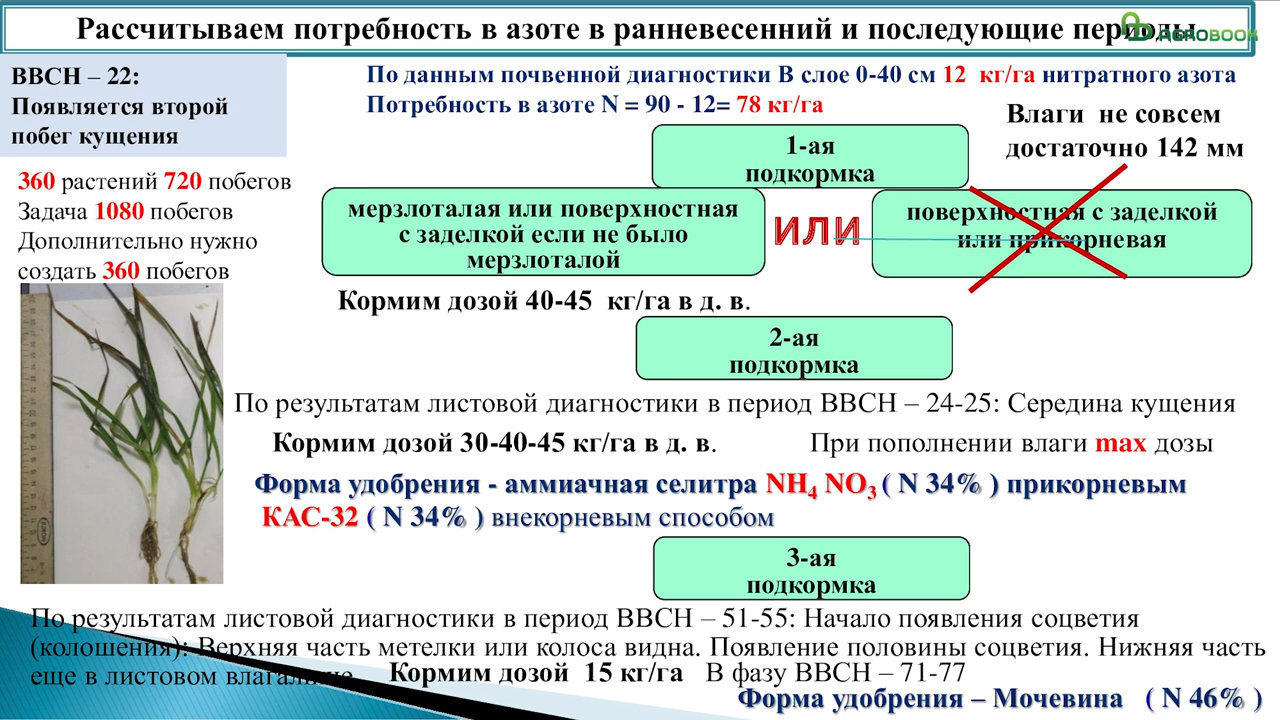 Рассчитываем потребность в азоте в ранневесенний и последующие периоды
AGROBOOK
ВВСН – 22:
Появляется второй
побег кущения
По данным почвенной диагностики В слое 0-40 см 12 кг/га нитратного азота
Потребность в азоте N = 90 - 12= 78 кг/га
Влаги не совсем
достаточно 142 мм
1-ая
подкормка
360 растений 720 побегов
Задача 1080 побегов
Дополнительно нужно
создать 360 побегов
мерзлоталая или поверхностная
с заделкой если не было
мерзлоталой
ИЛИ
поверхностная с заделкой
или прикорневая
Кормим дозой 40-45 кг/га в д. в.
2-ая
подкормка
По результатам листовой диагностики в период ВВСН – 24-25: Середина кущения
Кормим дозой 30-40-45 кг/га в д. в. При пополнении влаги max дозы
Форма удобрения - аммиачная селитра NH4 NO3 ( N 34% ) прикорневым
КАС-32 ( N 34% ) внекорневым способом
3-ая
подкормка
По результатам листовой диагностики в период ВВСН – 51-55: Начало появления соцветия
(колошения): Верхняя часть метелки или колоса видна. Появление половины соцветия. Нижняя часть
еще в листовом влагалище
Кормим дозой 15 кг/га В фазу ВВСН – 71-77
Форма удобрения – Мочевина ( N 46% )